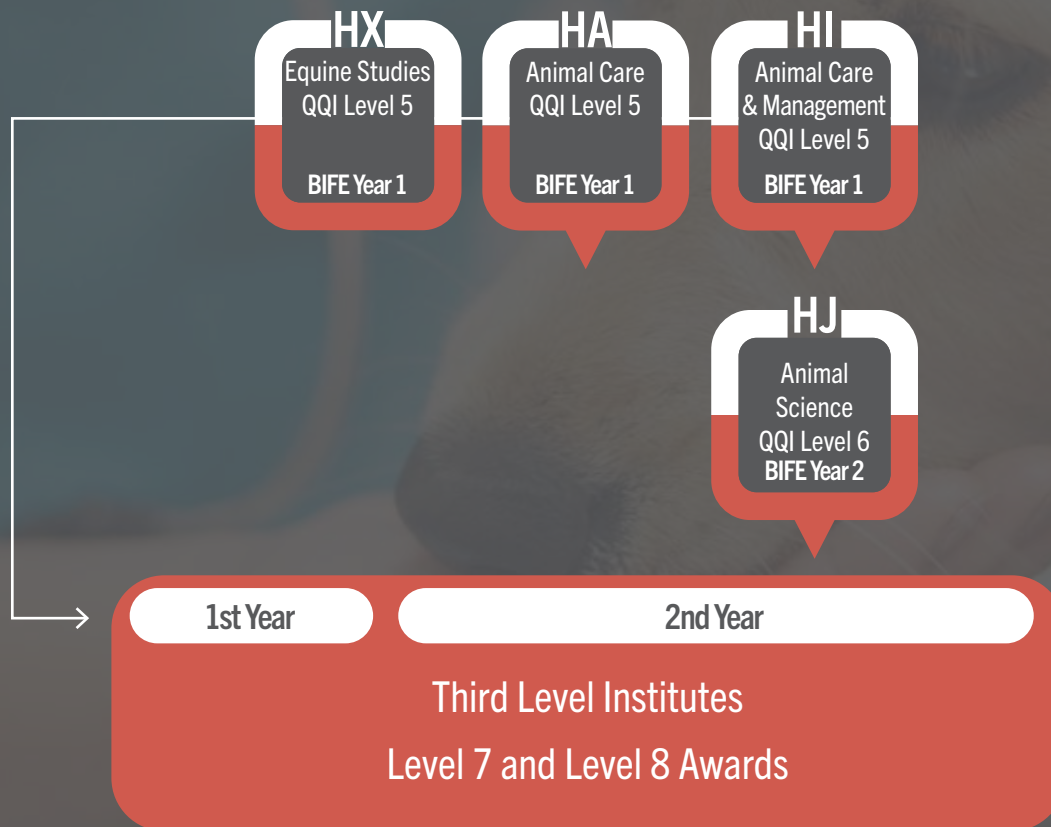 HX
Equine Studies
QQI Level 5
BIFE Year 1
HA
Animal Care
QQI Level 5
BIFE Year 1
HI
Animal Care
& Management
QQI Level 5
BIFE Year 1
HJ
Animal
Science
QQI Level 6
BIFE Year 2
1st Year
2nd Year
Third Level Institutes
Level 7 and Level 8 Awards